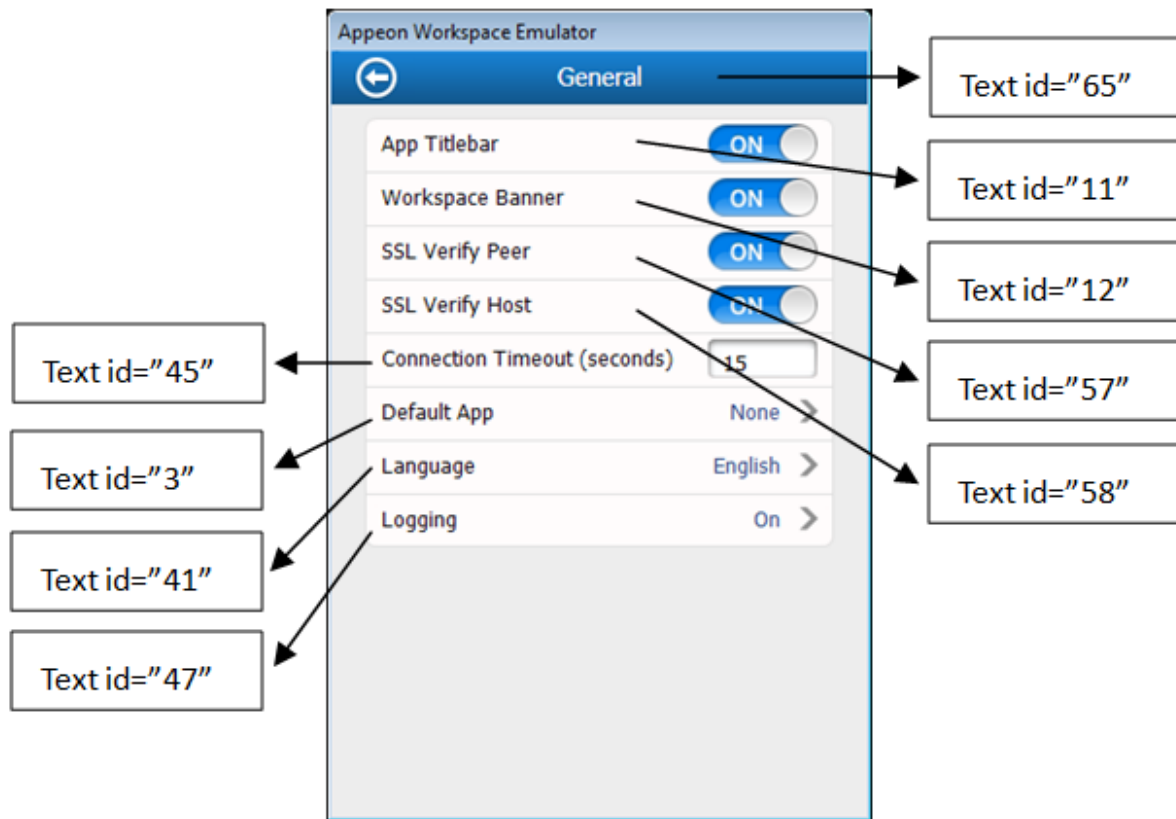 Appeon Workspace Emulator
General
Text id="65"
App Titlebar ON
Text id="11"
Workspace Banner ON
SSL Verify Peer ON
Text id="12"
SSL Verify Host ON
Text id="45"
Connection Timeout (seconds) 15
Text id="57"
Default App None
Text id="3"
Language English
Text id="58"
Logging On
Text id="41"
Text id="47"